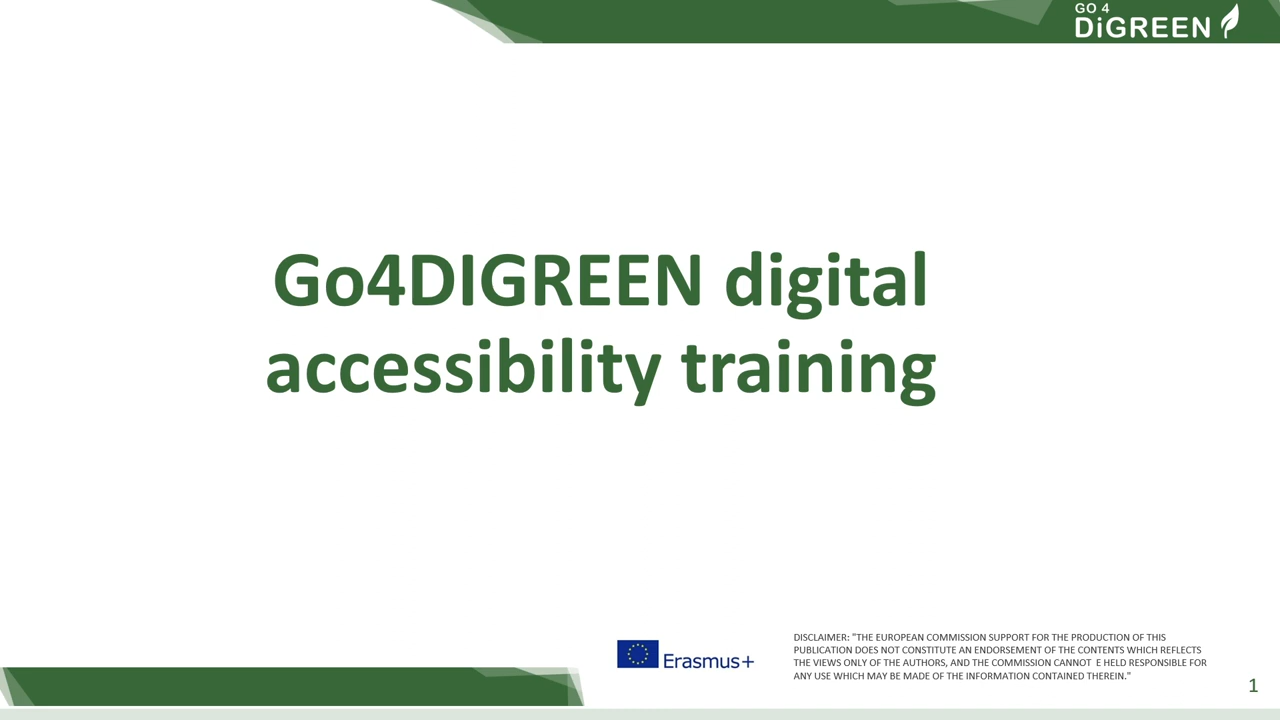 GO 4
DiGREEN
Go4DIGREEN digital
accessibility training
Erasmus+
DISCLAIMER: "THE EUROPEAN COMMISSION SUPPORT FOR THE PRODUCTION OF THIS
PUBLICATION DOES NOT CONSTITUTE AN ENDORSEMENT OF THE CONTENTS WHICH REFLECTS
THE VIEWS ONLY OF THE AUTHORS, AND THE COMMISSION CANNOT E HELD RESPONSIBLE FOR
ANY USE WHICH MAY BE MADE OF THE INFORMATION CONTAINED THEREIN."
1